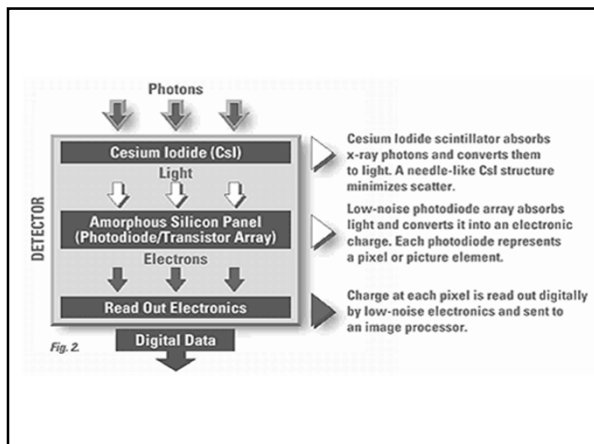 Photons
Cesium Iodide (CsI)
Light
Amorphous Silicon Panel
(Photodiode/Transistor Array)
Electrons
Read Out Electronics
Digital Data
DETECTOR
Fig. 2.
Cesium Iodide scintillator absorbs
x-ray photons and converts them
to light. A needle-like CsI structure
minimizes scatter.
Low-noise photodiode array absorbs
light and converts it into an electronic
charge. Each photodiode represents
a pixel or picture element.
Charge at each pixel is read out digitally
by low-noise electronics and sent to
an image processor.